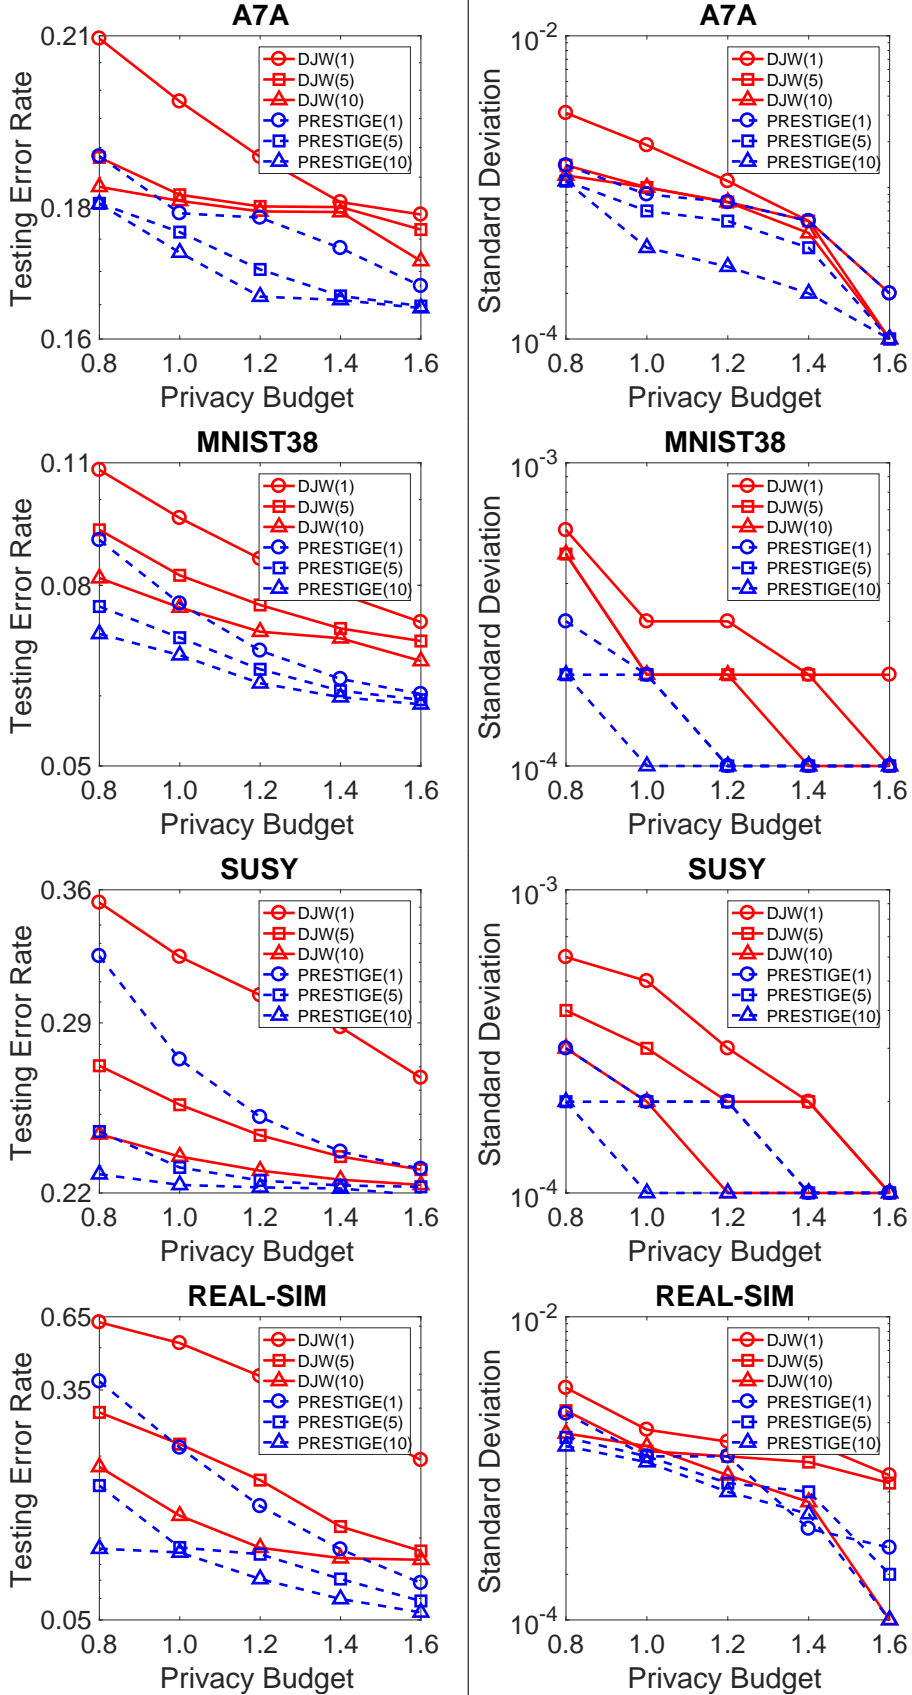 A7A
0.21
0.18
0.16
Testing Error Rate
DJW(1)
DJW(5)
DJW(10)
PRESTIGE(1)
PRESTIGE(5)
PRESTIGE(10)
0.8 1.0 1.2 1.4 1.6
Privacy Budget
A7A
10-2
10-4
Standard Deviation
DJW(1)
DJW(5)
DJW(10)
PRESTIGE(1)
PRESTIGE(5)
PRESTIGE(10)
0.8 1.0 1.2 1.4 1.6
Privacy Budget
MNIST38
0.11
0.08
0.05
Testing Error Rate
DJW(1)
DJW(5)
DJW(10)
PRESTIGE(1)
PRESTIGE(5)
PRESTIGE(10)
0.8 1.0 1.2 1.4 1.6
Privacy Budget
MNIST38
10-3
10-4
Standard Deviation
DJW(1)
DJW(5)
DJW(10)
PRESTIGE(1)
PRESTIGE(5)
PRESTIGE(10)
0.8 1.0 1.2 1.4 1.6
Privacy Budget
SUSY
0.36
0.29
0.22
Testing Error Rate
DJW(1)
DJW(5)
DJW(10)
PRESTIGE(1)
PRESTIGE(5)
PRESTIGE(10)
0.8 1.0 1.2 1.4 1.6
Privacy Budget
SUSY
10-3
10-4
Standard Deviation
DJW(1)
DJW(5)
DJW(10)
PRESTIGE(1)
PRESTIGE(5)
PRESTIGE(10)
0.8 1.0 1.2 1.4 1.6
Privacy Budget
REAL-SIM
0.65
0.35
0.05
Testing Error Rate
DJW(1)
DJW(5)
DJW(10)
PRESTIGE(1)
PRESTIGE(5)
PRESTIGE(10)
0.8 1.0 1.2 1.4 1.6
Privacy Budget
REAL-SIM
10-2
10-4
Standard Deviation
DJW(1)
DJW(5)
DJW(10)
PRESTIGE(1)
PRESTIGE(5)
PRESTIGE(10)
0.8 1.0 1.2 1.4 1.6
Privacy Budget